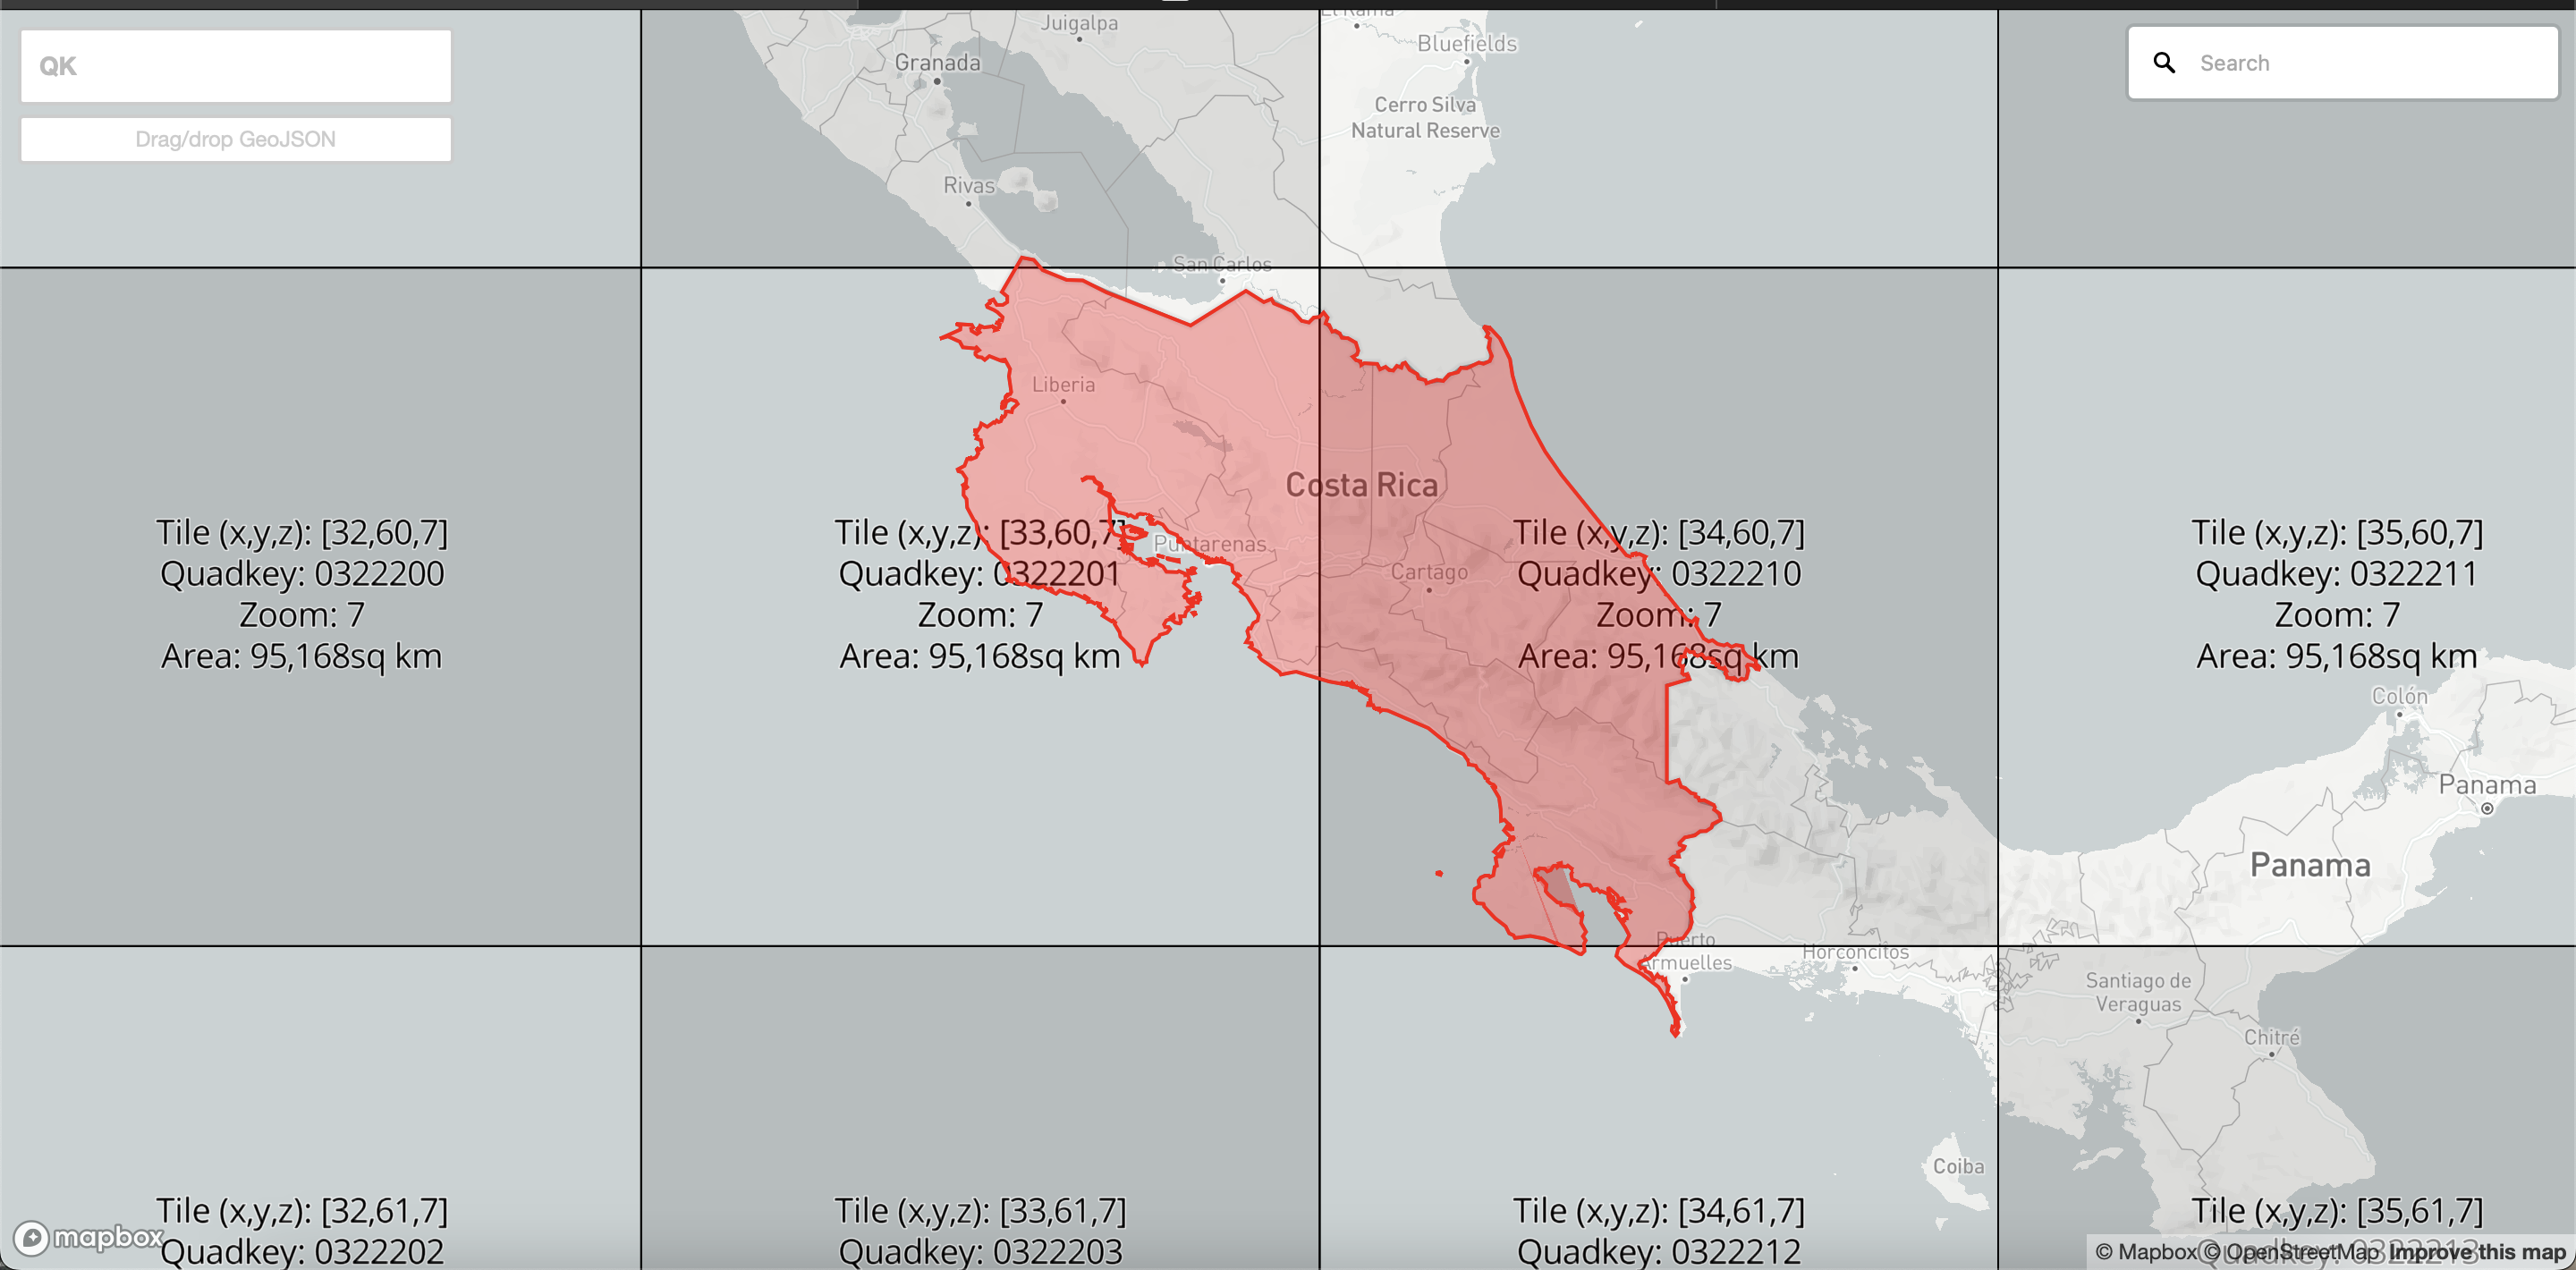 Juigalpa
El Rama
Bluefields
QK
Search
Granada
Cerro Silva
Natural Reserve
Drag/drop GeoJSON
Rivas
San Carlos
Liberia
Costa Rica
Tile (x,y,z): [32,60,7]
Quadkey: 0322200
Zoom: 7
Area: 95,168sq km
Tile (x,y,z): [33,60,7]
Quadkey: 0322201
Zoom: 7
Area: 95,168sq km
Puntarenas
Cartago
Tile (x,y,z): [34,60,7]
Quadkey: 0322210
Zoom: 7
Area: 95,168sq km
Tile (x,y,z): [35,60,7]
Quadkey: 0322211
Zoom: 7
Area: 95,168sq km
Colón
Panama
Panama
Puerto
Armuelles
Horconcitos
Santiago de
Veraguas
Chitré
Coiba
Tile (x,y,z): [32,61,7]
Quadkey: 0322202
Tile (x,y,z): [33,61,7]
Quadkey: 0322203
Tile (x,y,z): [34,61,7]
Quadkey: 0322212
Tile (x,y,z): [35,61,7]
Quadkey: 0322213
mapbox
© Mapbox © OpenStreetMap Improve this map